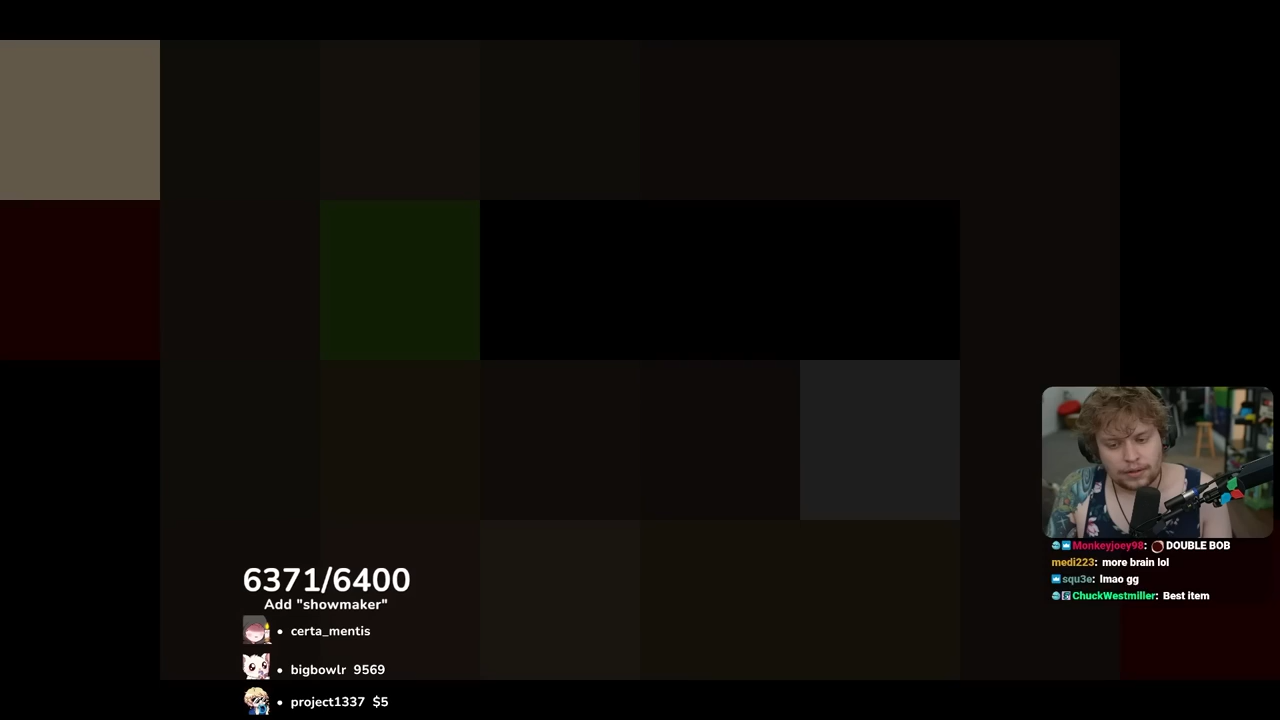 6371/6400
Add "showmaker"
• certa_mentis
• bigbowlr 9569
• project1337 $5
Monkeyjoey98: DOUBLE BOB
medi223: more brain lol
squ3e: lmao gg
ChuckWestmiller: Best item